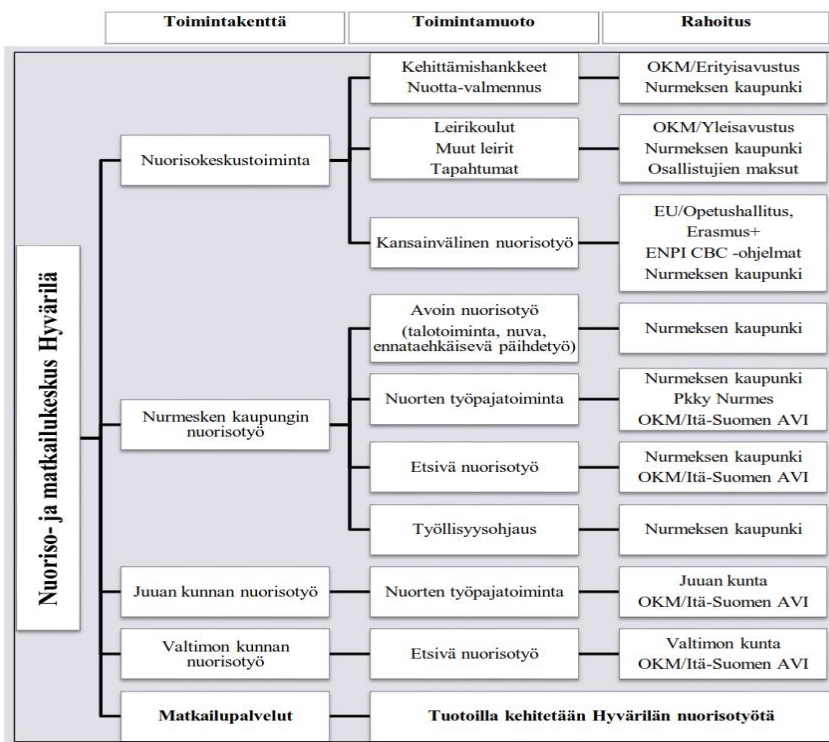 Toimintakenttä
Toimintamuoto
Rahoitus
Nuoriso- ja matkailukeskus Hyvärilä
Nuorisokeskustoiminta
Kehittämishankkeet
Nuotta-valmennus
OKM/Erityisavustus
Nurmeksen kaupunki
Leirikoulut
Muut leirit
Tapahtumat
OKM/Yleisavustus
Nurmeksen kaupunki
Osallistujien maksut
Kansainvälinen nuorisotyö
EU/Opetushallitus,
Erasmus+
ENPI CBC -ohjelmat
Nurmeksen kaupunki
Nurmesken kaupungin
nuorisotyö
Avoin nuorisotyö
(talotoiminta, nuva,
ennataehkäisevä päihdetyö)
Nurmeksen kaupunki
Nuorten työpajatoiminta
Nurmeksen kaupunki
Pkky Nurmes
OKM/Itä-Suomen AVI
Etsivä nuorisotyö
Nurmeksen kaupunki
OKM/Itä-Suomen AVI
Työllisyysohjaus
Nurmeksen kaupunki
Juuan kunnan nuorisotyö
Nuorten työpajatoiminta
Juuan kunta
OKM/Itä-Suomen AVI
Valtimon kunnan
nuorisotyö
Etsivä nuorisotyö
Valtimon kunta
OKM/Itä-Suomen AVI
Matkailupalvelut
Tuotoilla kehitetään Hyvärilän nuorisotyötä